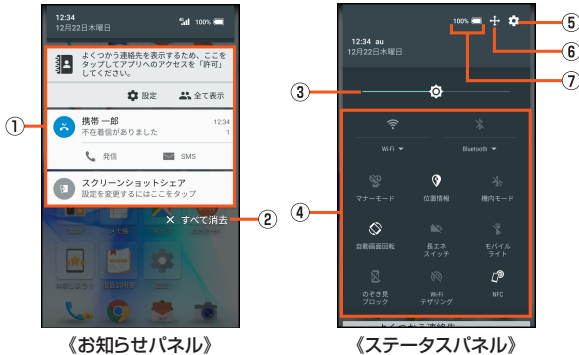 12:34
12月22日木曜日
100%
よくつかう連絡先を表示するため、ここを
タップしてアプリへのアクセスを「許可」
してください。
設定
全て表示
①
携帯 一郎
12:34
不在着信がありました
1
発信
SMS
スクリーンショットシェア
設定を変更するにはここをタップ
すべて消去
②
《お知らせパネル》
100%
⑤
⑥
⑦
12:34 au
12月22日木曜日
③
④
Wi-Fi
Bluetooth
マナーモード
位置情報
機内モード
自動画面回転
長エネ
スイッチ
モバイル
ライト
のぞき見
ブロック
Wi-Fi
テザリング
NFC
よくつかう連絡先
《ステータスパネル》